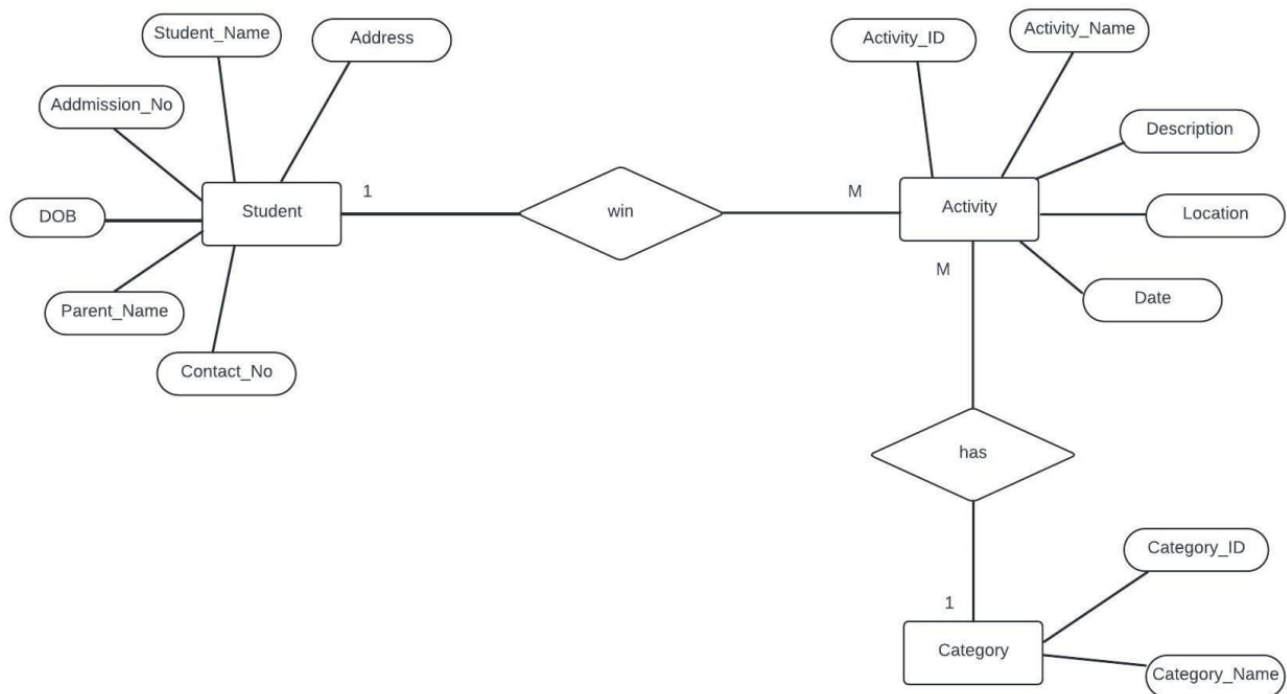 Student_Name
Address
Addmission_No
DOB
Parent_Name
Contact_No
Student
1
win
M
Activity
Activity_ID
Activity_Name
Description
Location
Date
M
has
1
Category
Category_ID
Category_Name